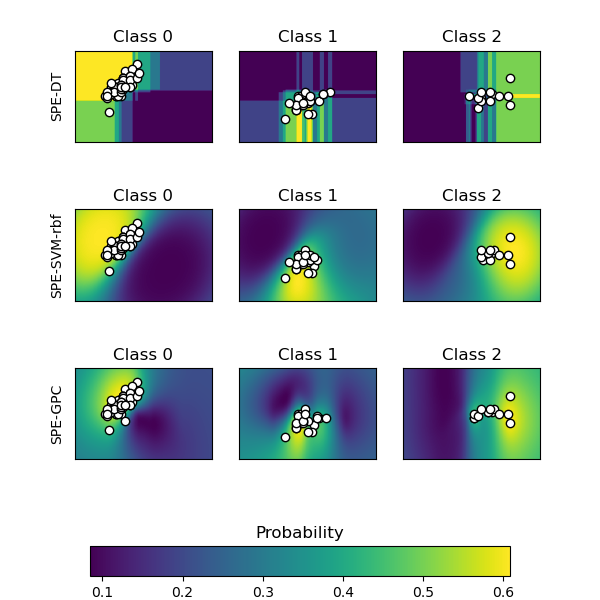 Class 0 Class 1 Class 2
SPE-DT
Class 0 Class 1 Class 2
SPE-SVM-rbf
Class 0 Class 1 Class 2
SPE-GPC
Probability
0.1 0.2 0.3 0.4 0.5 0.6